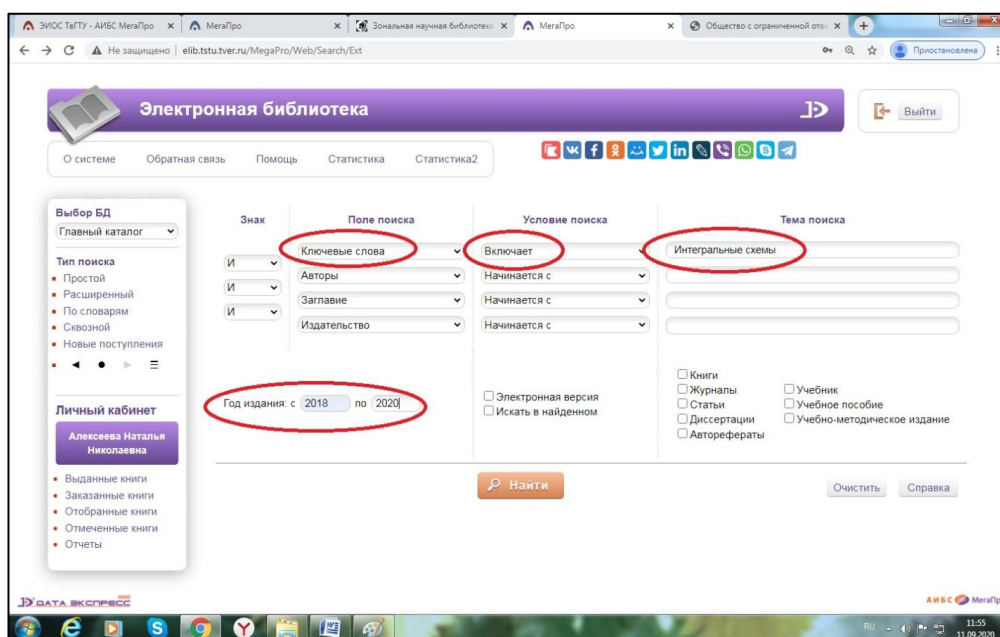 ЭИОС ТвГТУ - АИБС МегаПро
МегаПро
Зональная научная библиотека
МегаПро
Общество с ограниченной отв
Не защищено elib.tstu.tver.ru/MegaPro/Web/Search/Ext
Приостановлена
Электронная библиотека
Выйти
О системе Обратная связь Помощь Статистика Статистика2
Выбор БД
Главный каталог
Тип поиска
Простой
Расширенный
По словарям
Сквозной
Новые поступления
Личный кабинет
Алексеева Наталья
Николаевна
Выданные книги
Заказанные книги
Отобранные книги
Отмеченные книги
Отчеты
Знак Поле поиска Условие поиска Тема поиска
Ключевые слова Включает Интегральные схемы
И
Авторы Начинается с
И
Заглавие Начинается с
И
Издательство Начинается с
Год издания: с 2018 по 2020
Электронная версия
Искать в найденном
Книги
Журналы
Статьи
Диссертации
Авторефераты
Учебник
Учебное пособие
Учебно-методическое издание
Найти
Очистить Справка
ДАТА ЭКСПРЕСС
АИБС МегаПр
RU
11:55
11.09.2020